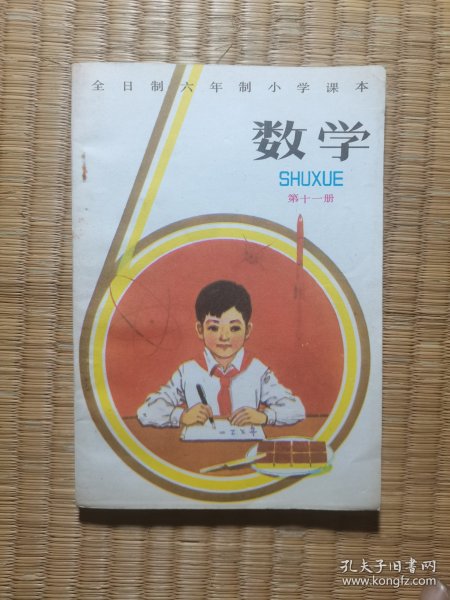 全日制六年制小学课本
数学
SHUXUE
第十一册
孔夫子旧书网
www.kongfz.com